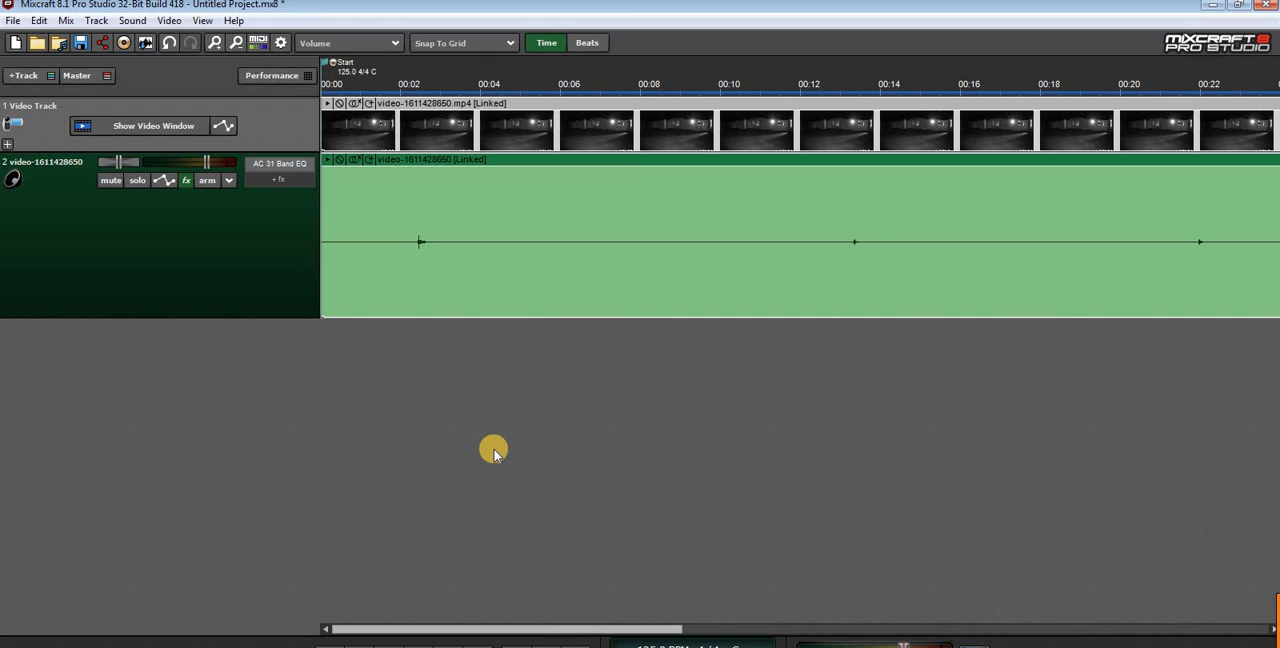 Mixcraft 8.1 Pro Studio 32-Bit Build 418 - Untitled Project.mx8 *
File Edit Mix Track Sound Video View Help
midi Volume Snap To Grid Time Beats MIXCRAFT 8
PRO STUDIO
+Track Master Performance
Start
125.0 4/4 C
00:00 00:02 00:04 00:06 00:08 00:10 00:12 00:14 00:16 00:18 00:20 00:22
1 Video Track
video-1611428650.mp4 [Linked]
Show Video Window
2 video-1611428650
video-1611428650 [Linked]
AC 31 Band EQ
mute solo fx arm + fx